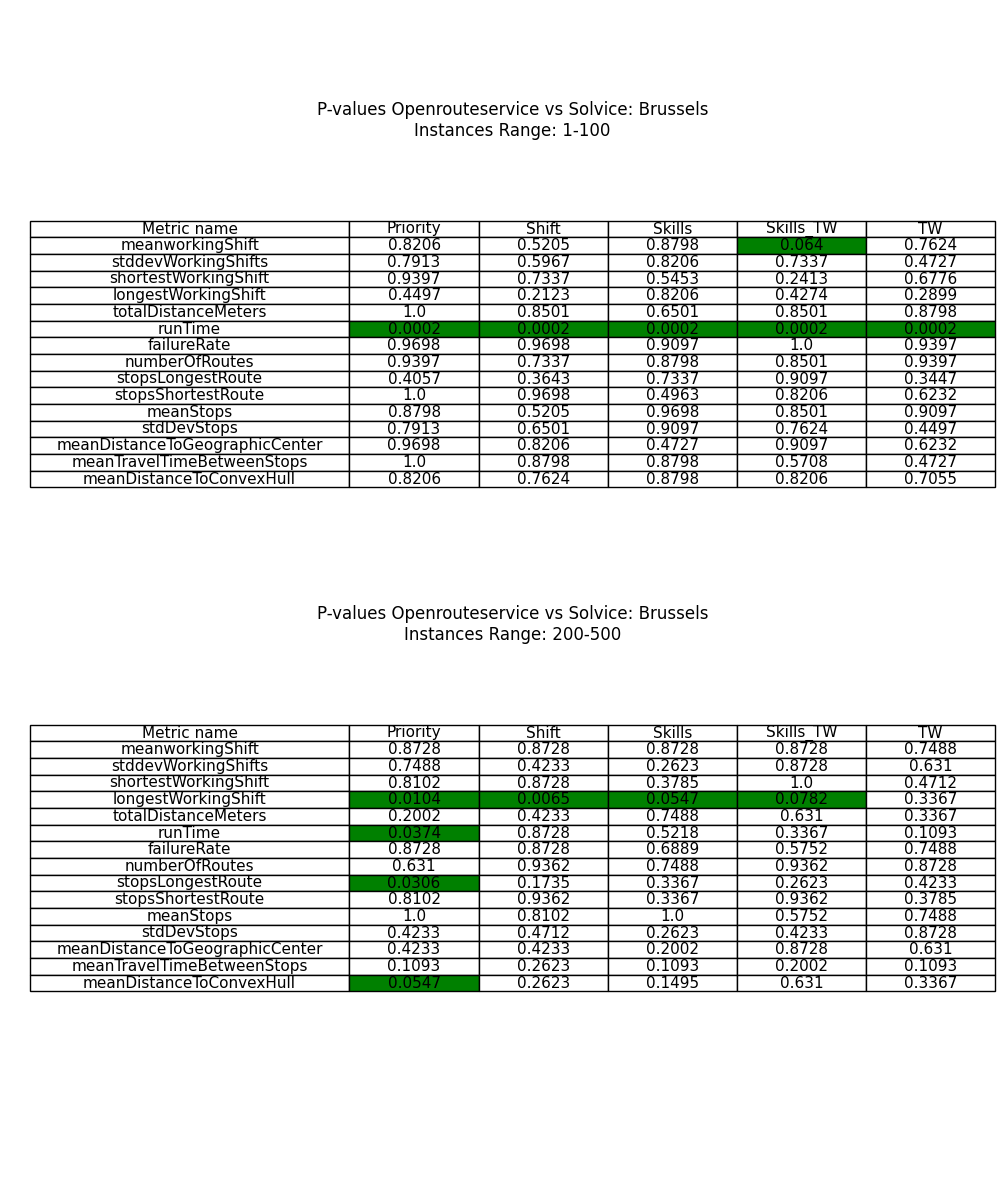 P-values Openrouteservice vs Solvice: Brussels
Instances Range: 1-100
Metric name Priority Shift Skills Skills_TW TW
meanworkingShift 0.8206 0.5205 0.8798 0.064 0.7624
stddevWorkingShifts 0.7913 0.5967 0.8206 0.7337 0.4727
shortestWorkingShift 0.9397 0.7337 0.5453 0.2413 0.6776
longestWorkingShift 0.4497 0.2123 0.8206 0.4274 0.2899
totalDistanceMeters 1.0 0.8501 0.6501 0.8501 0.8798
runTime 0.0002 0.0002 0.0002 0.0002 0.0002
failureRate 0.9698 0.9698 0.9097 1.0 0.9397
numberOfRoutes 0.9397 0.7337 0.8798 0.8501 0.9397
stopsLongestRoute 0.4057 0.3643 0.7337 0.9097 0.3447
stopsShortestRoute 1.0 0.9698 0.4963 0.8206 0.6232
meanStops 0.8798 0.5205 0.9698 0.8501 0.9097
stdDevStops 0.7913 0.6501 0.9097 0.7624 0.4497
meanDistanceToGeographicCenter 0.9698 0.8206 0.4727 0.9097 0.6232
meanTravelTimeBetweenStops 1.0 0.8798 0.8798 0.5708 0.4727
meanDistanceToConvexHull 0.8206 0.7624 0.8798 0.8206 0.7055
P-values Openrouteservice vs Solvice: Brussels
Instances Range: 200-500
Metric name Priority Shift Skills Skills_TW TW
meanworkingShift 0.8728 0.8728 0.8728 0.8728 0.7488
stddevWorkingShifts 0.7488 0.4233 0.2623 0.8728 0.631
shortestWorkingShift 0.8102 0.8728 0.3785 1.0 0.4712
longestWorkingShift 0.0104 0.0065 0.0547 0.0782 0.3367
totalDistanceMeters 0.2002 0.4233 0.7488 0.631 0.3367
runTime 0.0374 0.8728 0.5218 0.3367 0.1093
failureRate 0.8728 0.8728 0.6889 0.5752 0.7488
numberOfRoutes 0.631 0.9362 0.7488 0.9362 0.8728
stopsLongestRoute 0.0306 0.1735 0.3367 0.2623 0.4233
stopsShortestRoute 0.8102 0.9362 0.3367 0.9362 0.3785
meanStops 1.0 0.8102 1.0 0.5752 0.7488
stdDevStops 0.4233 0.4712 0.2623 0.4233 0.8728
meanDistanceToGeographicCenter 0.4233 0.4233 0.2002 0.8728 0.631
meanTravelTimeBetweenStops 0.1093 0.2623 0.1093 0.2002 0.1093
meanDistanceToConvexHull 0.0547 0.2623 0.1495 0.631 0.3367